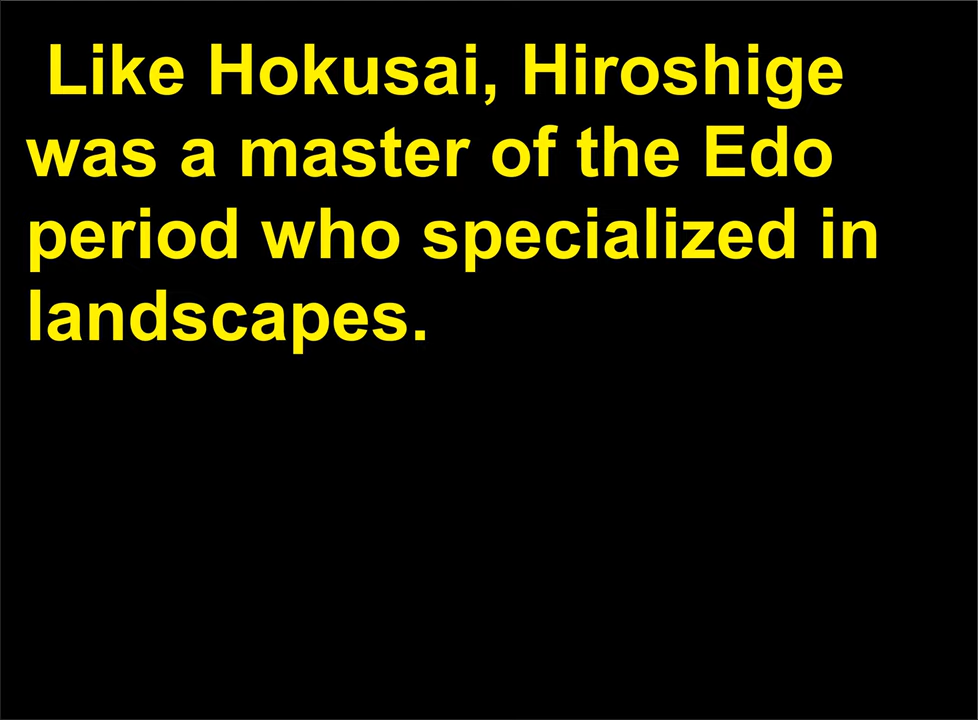 Like Hokusai, Hiroshige
was a master of the Edo
period who specialized in
landscapes.